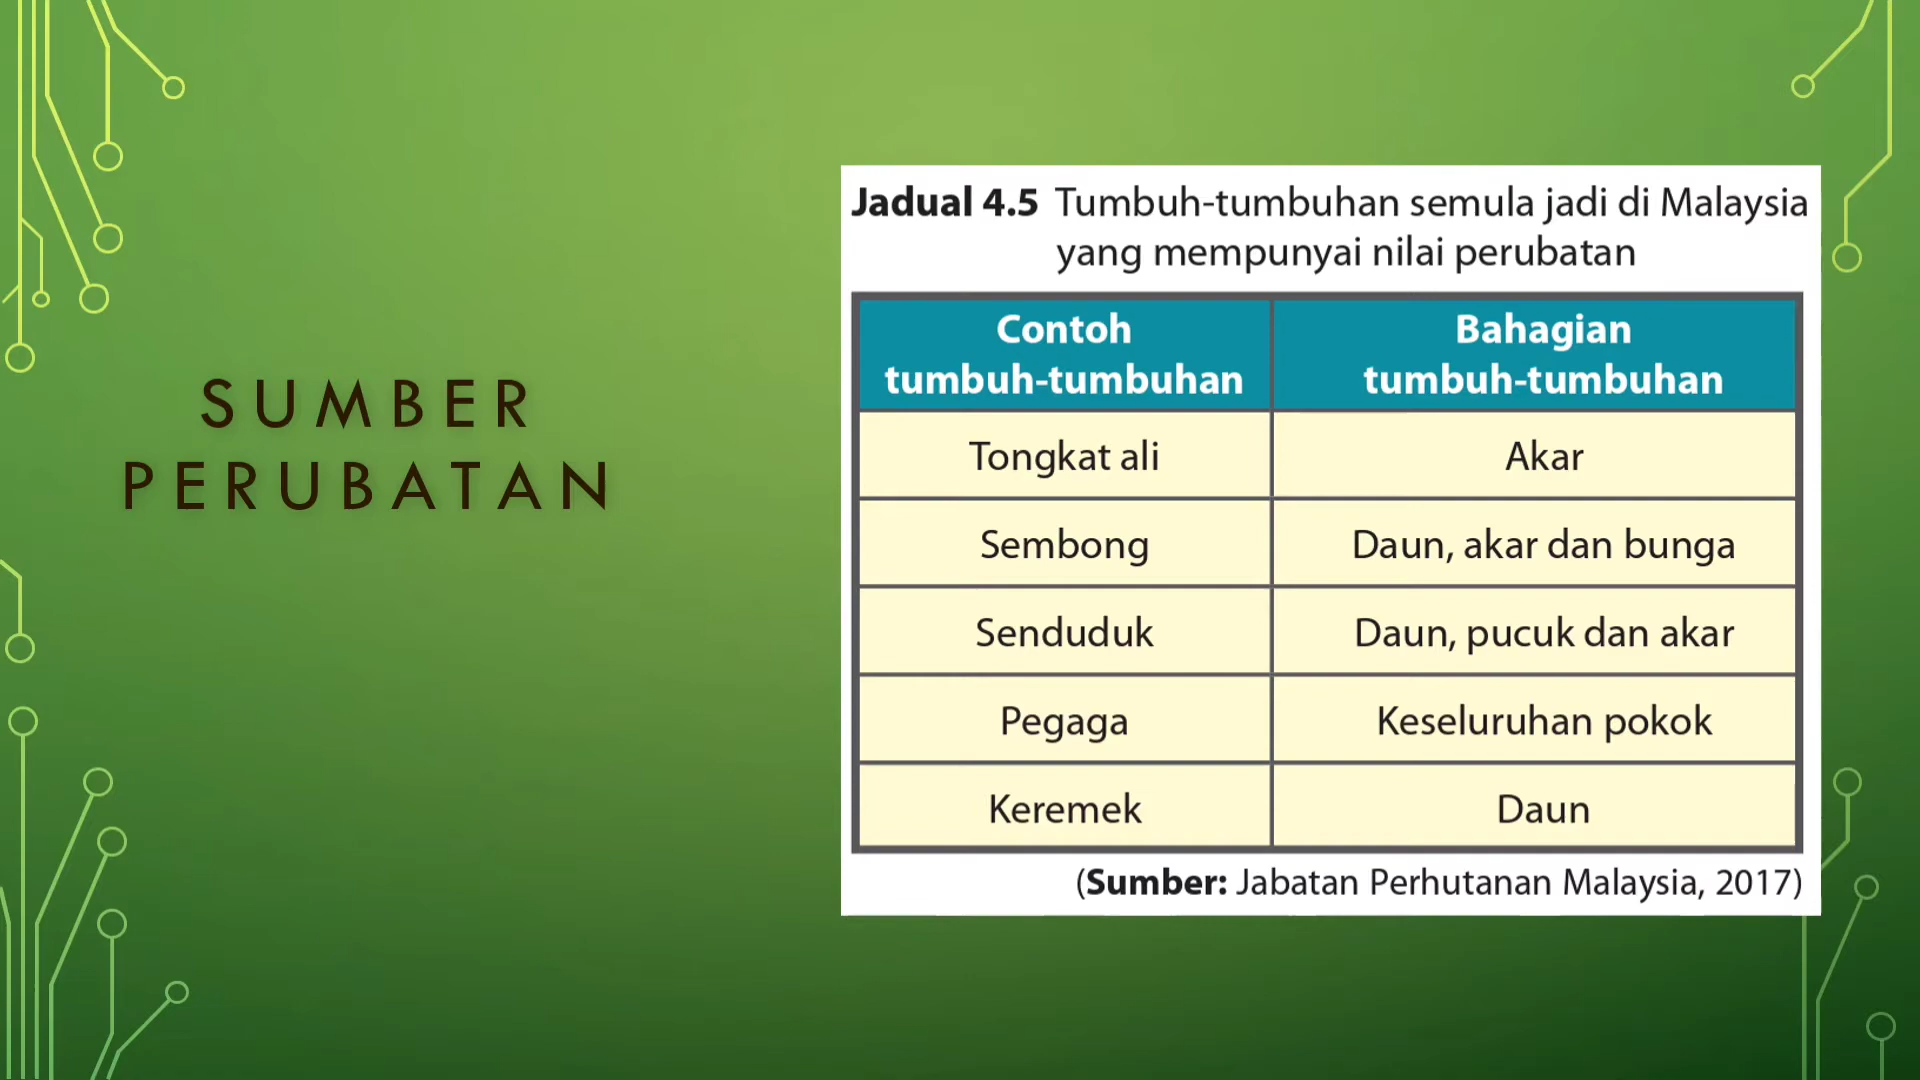 SUMBER
PERUBATAN
Jadual 4.5 Tumbuh-tumbuhan semula jadi di Malaysia
yang mempunyai nilai perubatan
Contoh Bahagian
tumbuh-tumbuhan tumbuh-tumbuhan
Tongkat ali Akar
Sembong Daun, akar dan bunga
Senduduk Daun, pucuk dan akar
Pegaga Keseluruhan pokok
Keremek Daun
(Sumber: Jabatan Perhutanan Malaysia, 2017)